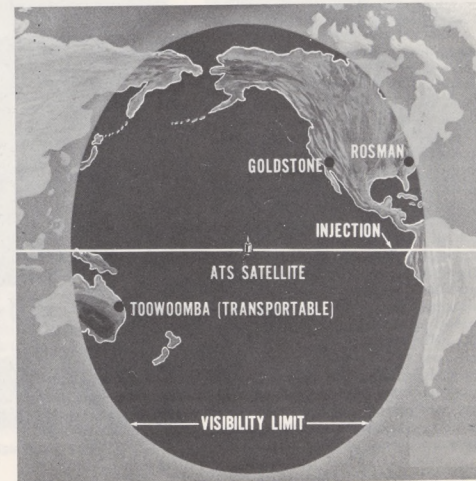 GOLDSTONE
ROSMAN
INJECTION
ATS SATELLITE
TOOWOOMBA (TRANSPORTABLE)
VISIBILITY LIMIT